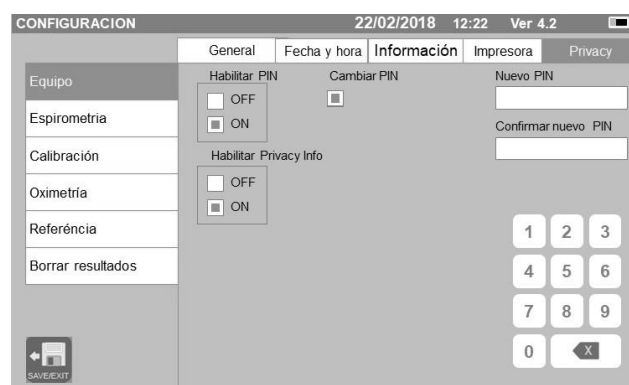 CONFIGURACION 22/02/2018 12:22 Ver 4.2
General Fecha y hora Información Impresora Privacy
Equipo
Espirometria
Calibración
Oximetría
Referéncia
Borrar resultados
Habilitar PIN
OFF
ON
Cambiar PIN
Nuevo PIN
Confirmar nuevo PIN
Habilitar Privacy Info
OFF
ON
1 2 3
4 5 6
7 8 9
0 X
SAVE/EXIT